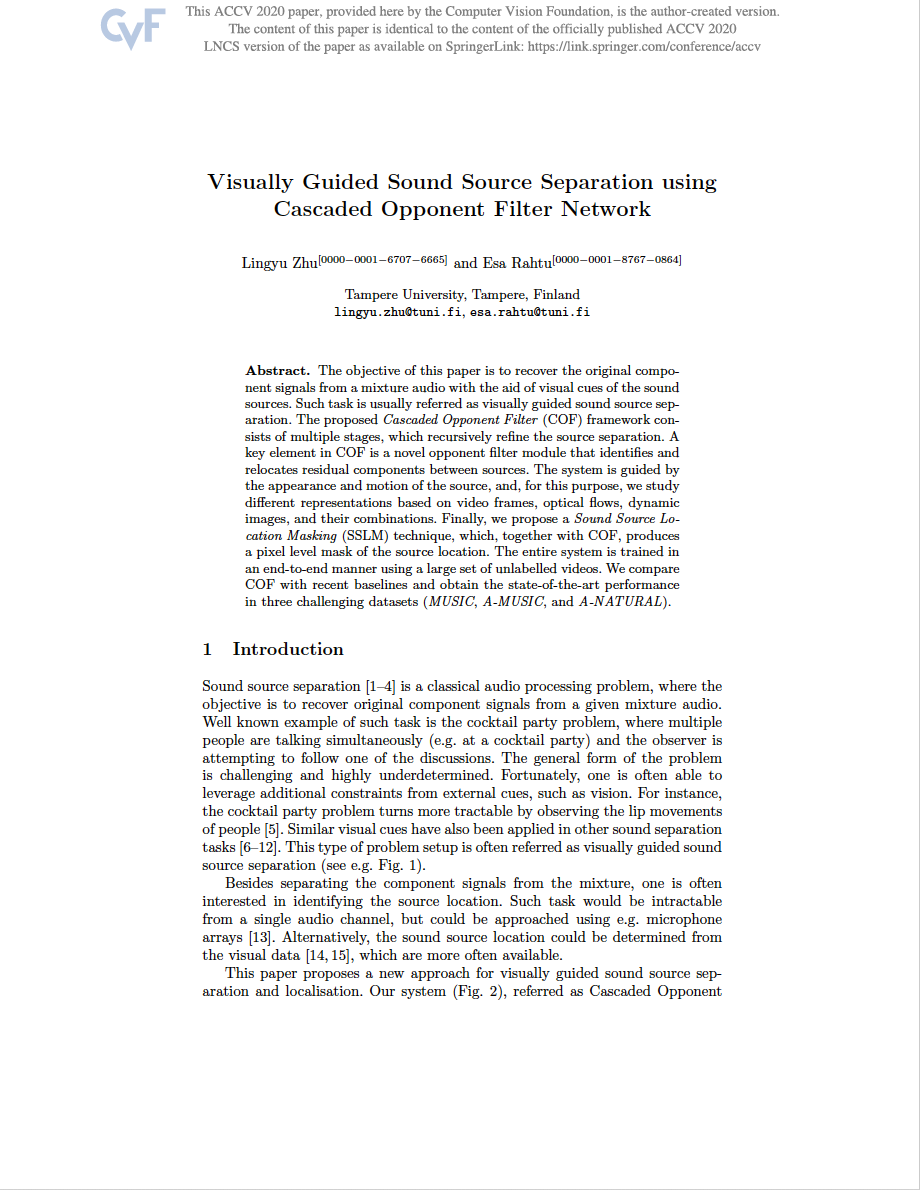 CVF
This ACCV 2020 paper, provided here by the Computer Vision Foundation, is the author-created version.
The content of this paper is identical to the content of the officially published ACCV 2020
LNCS version of the paper as available on SpringerLink: https://link.springer.com/conference/accv
Visually Guided Sound Source Separation using
Cascaded Opponent Filter Network
Lingyu Zhu[0000−0001−6707−6665] and Esa Rahtu[0000−0001−8767−0864]
Tampere University, Tampere, Finland
lingyu.zhu@tuni.fi, esa.rahtu@tuni.fi
Abstract. The objective of this paper is to recover the original compo-
nent signals from a mixture audio with the aid of visual cues of the sound
sources. Such task is usually referred as visually guided sound source sep-
aration. The proposed Cascaded Opponent Filter (COF) framework con-
sists of multiple stages, which recursively refine the source separation. A
key element in COF is a novel opponent filter module that identifies and
relocates residual components between sources. The system is guided by
the appearance and motion of the source, and, for this purpose, we study
different representations based on video frames, optical flows, dynamic
images, and their combinations. Finally, we propose a Sound Source Lo-
cation Masking (SSLM) technique, which, together with COF, produces
a pixel level mask of the source location. The entire system is trained in
an end-to-end manner using a large set of unlabelled videos. We compare
COF with recent baselines and obtain the state-of-the-art performance
in three challenging datasets (MUSIC, A-MUSIC, and A-NATURAL).
1 Introduction
Sound source separation [1–4] is a classical audio processing problem, where the
objective is to recover original component signals from a given mixture audio.
Well known example of such task is the cocktail party problem, where multiple
people are talking simultaneously (e.g. at a cocktail party) and the observer is
attempting to follow one of the discussions. The general form of the problem
is challenging and highly underdetermined. Fortunately, one is often able to
leverage additional constraints from external cues, such as vision. For instance,
the cocktail party problem turns more tractable by observing the lip movements
of people [5]. Similar visual cues have also been applied in other sound separation
tasks [6–12]. This type of problem setup is often referred as visually guided sound
source separation (see e.g. Fig. 1).
Besides separating the component signals from the mixture, one is often
interested in identifying the source location. Such task would be intractable
from a single audio channel, but could be approached using e.g. microphone
arrays [13]. Alternatively, the sound source location could be determined from
the visual data [14, 15], which are more often available.
This paper proposes a new approach for visually guided sound source sep-
aration and localisation. Our system (Fig. 2), referred as Cascaded Opponent